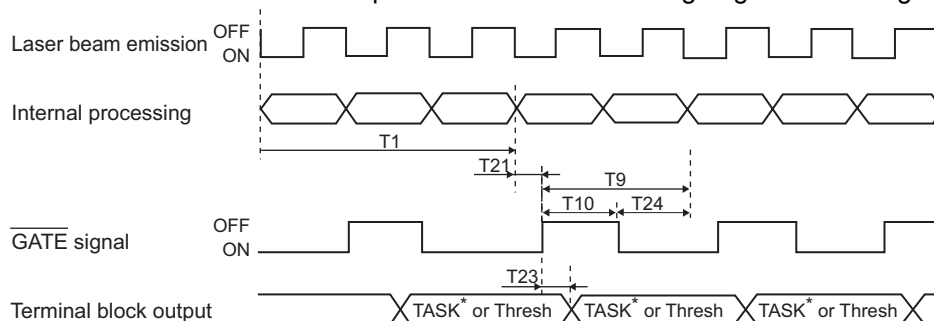 OFF
Laser beam emission
ON
Internal processing
T1
T21
T9
T10 T24
OFF
GATE signal
ON
T23
Terminal block output
TASK* or Thresh TASK* or Thresh TASK* or Thresh